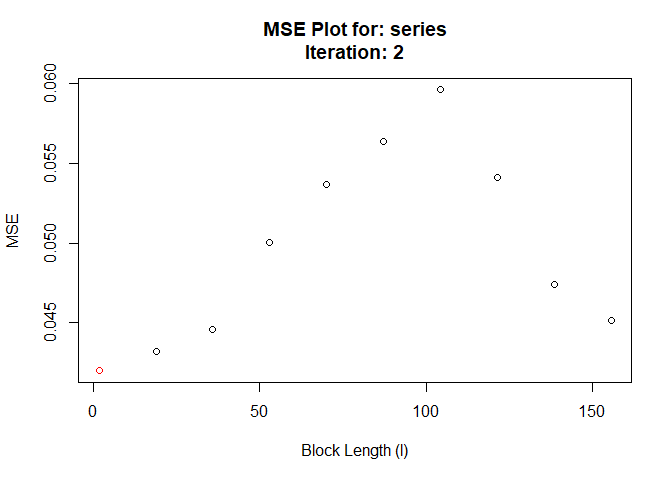 MSE Plot for: series
Iteration: 2
0.060
0.055
0.050
0.045
MSE
0 50 100 150
Block Length (l)